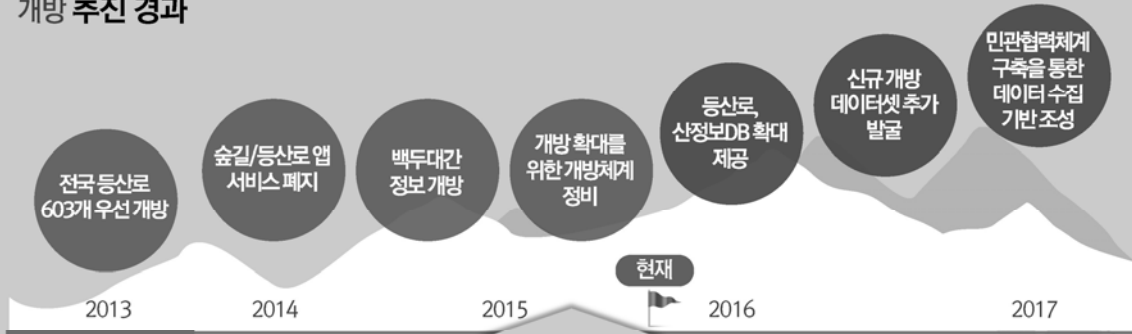 개방 추진 경과
전국 등산로
603개 우선 개방
숲길/등산로 앱
서비스 폐지
백두대간
정보 개방
개방 확대를
위한 개방체계
정비
등산로,
산정보DB 확대
제공
신규 개방
데이터셋 추가
발굴
민관협력체계
구축을 통한
데이터 수집
기반 조성
현재
2013
2014
2015
2016
2017